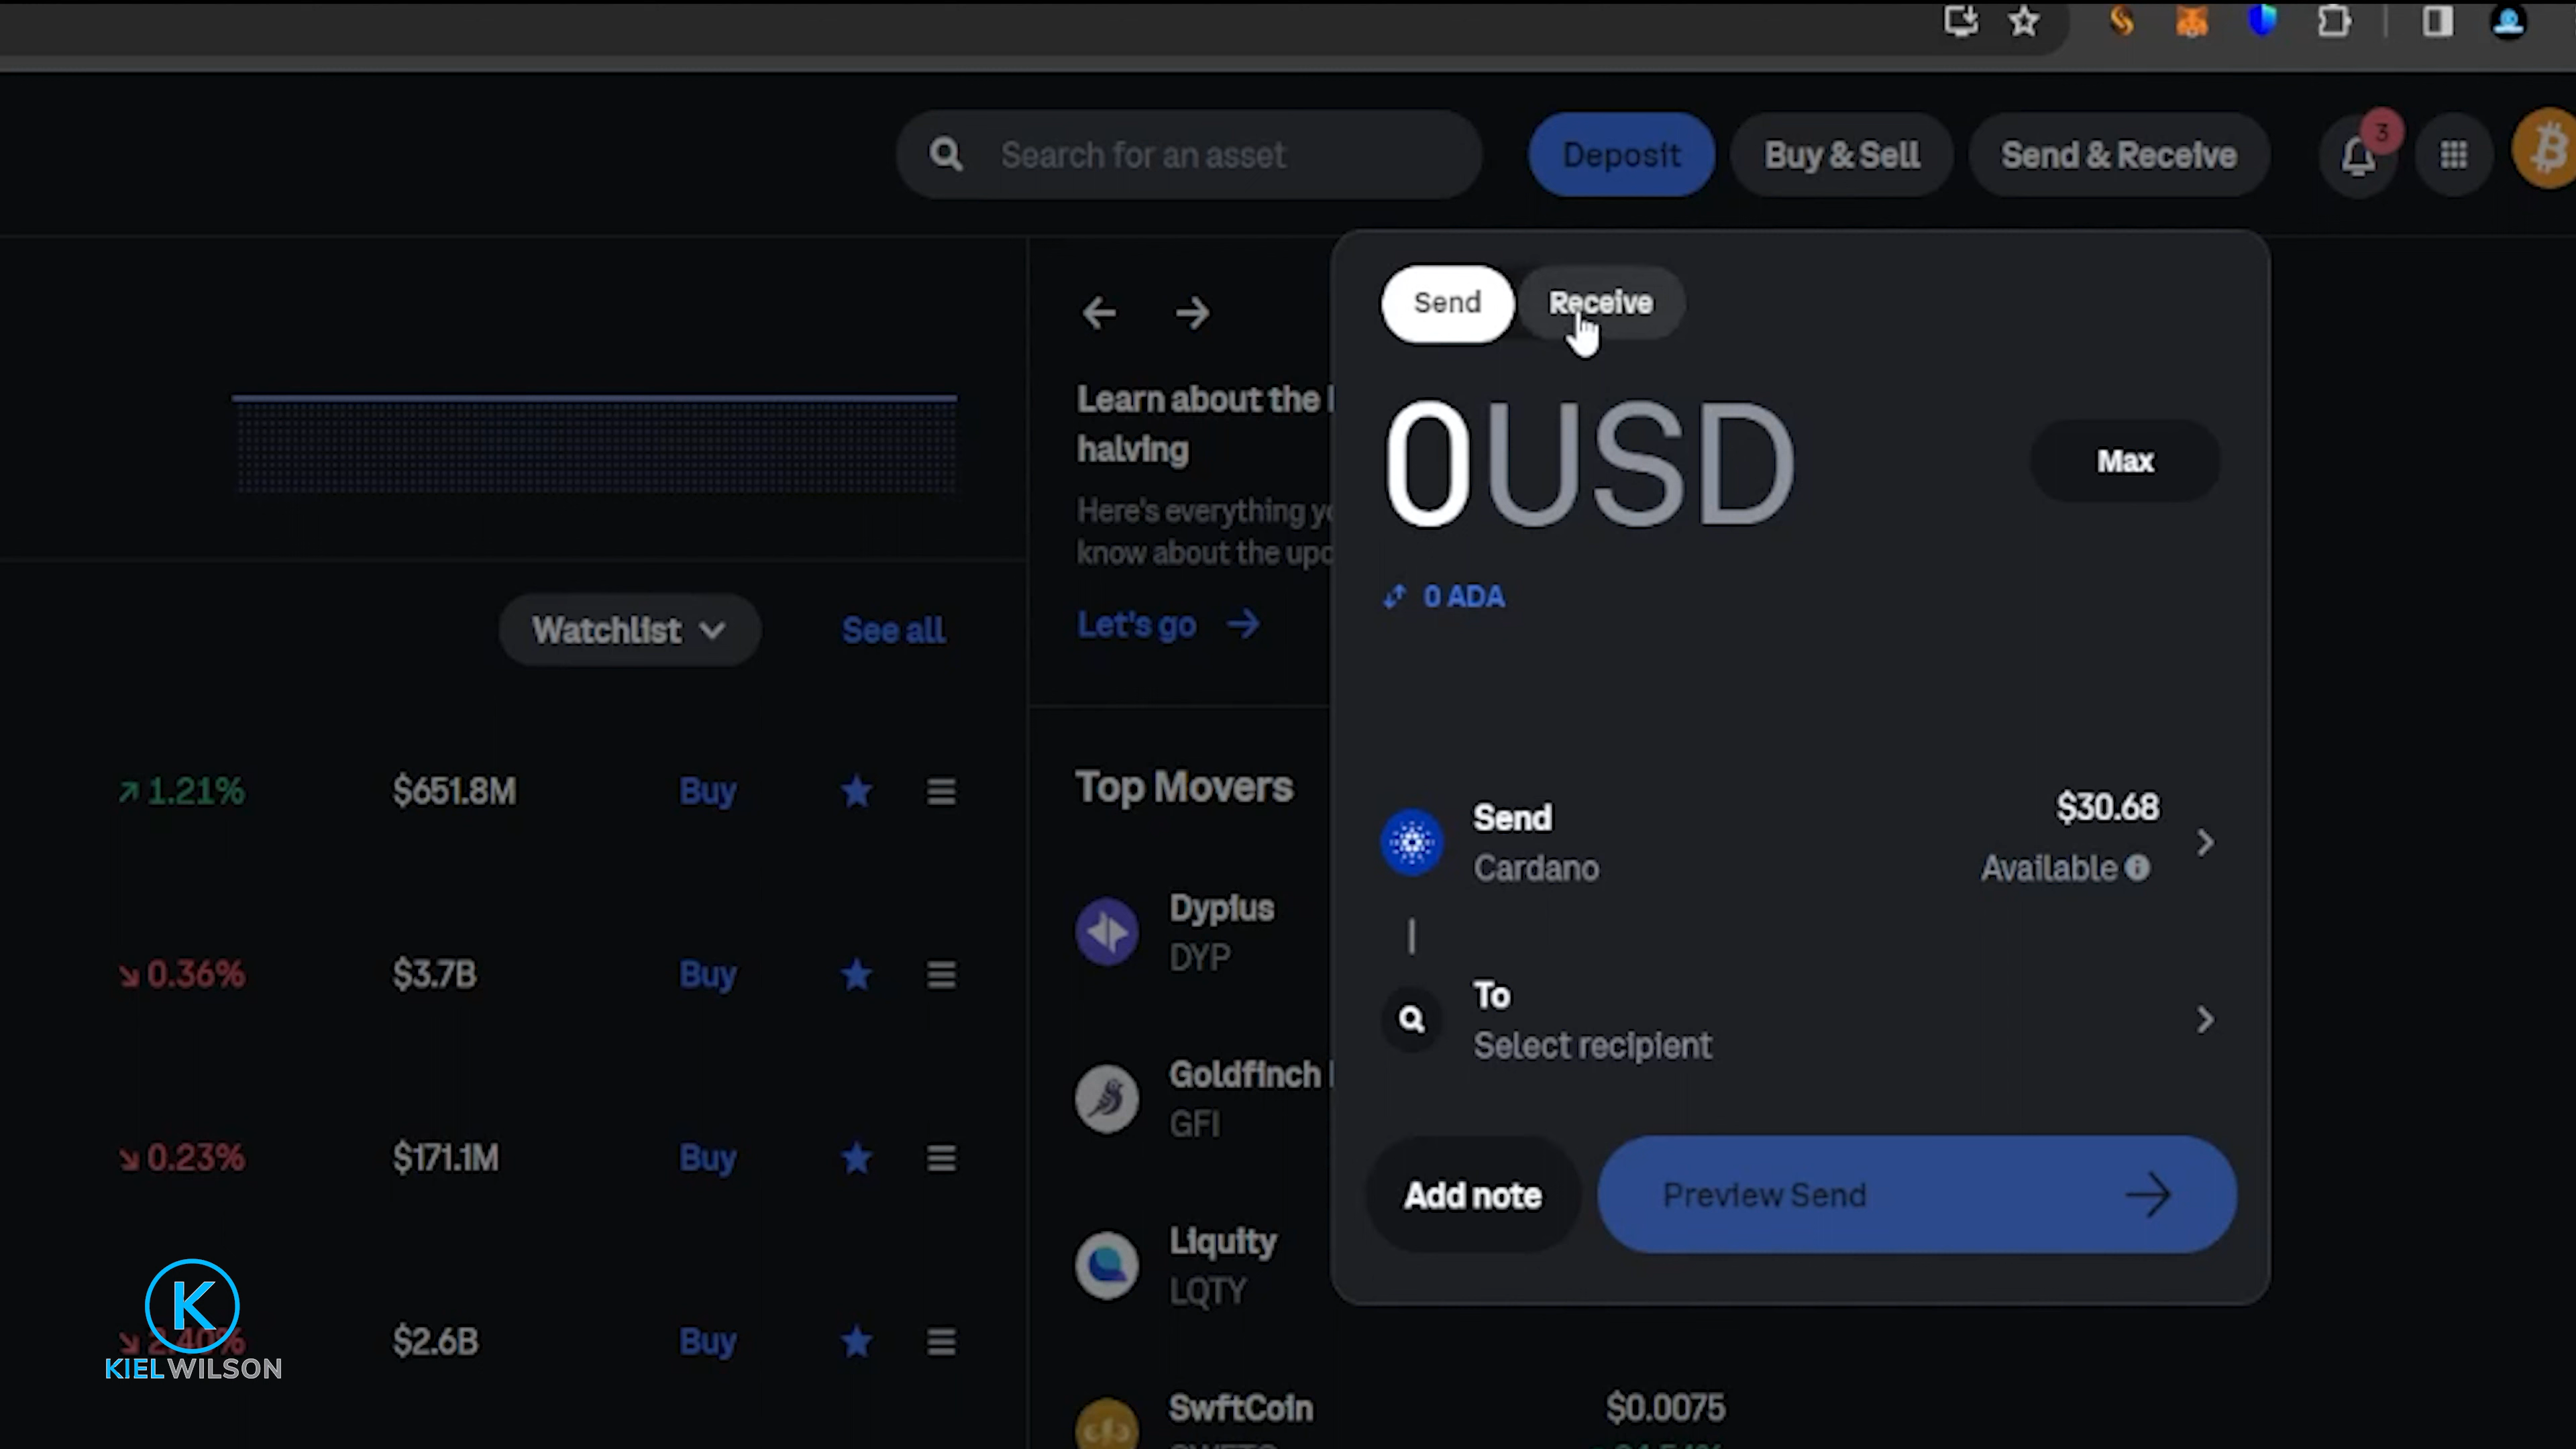 Search for an asset
Deposit
Buy & Sell
Send & Receive
3
Send
Receive
0USD
Max
0 ADA
Send
Cardano
$30.68
Available
To
Select recipient
Add note
Preview Send
Learn about the
halving
Here's everything
know about the
Let's go
Top Movers
Dyplus
DYP
Goldfinch
GFI
Liquity
LQTY
SwftCoin
$0.0075
Watchlist
See all
1.21%
$651.8M
Buy
0.36%
$3.7B
Buy
0.23%
$171.1M
Buy
2.40%
$2.6B
Buy
K
KIELWILSON